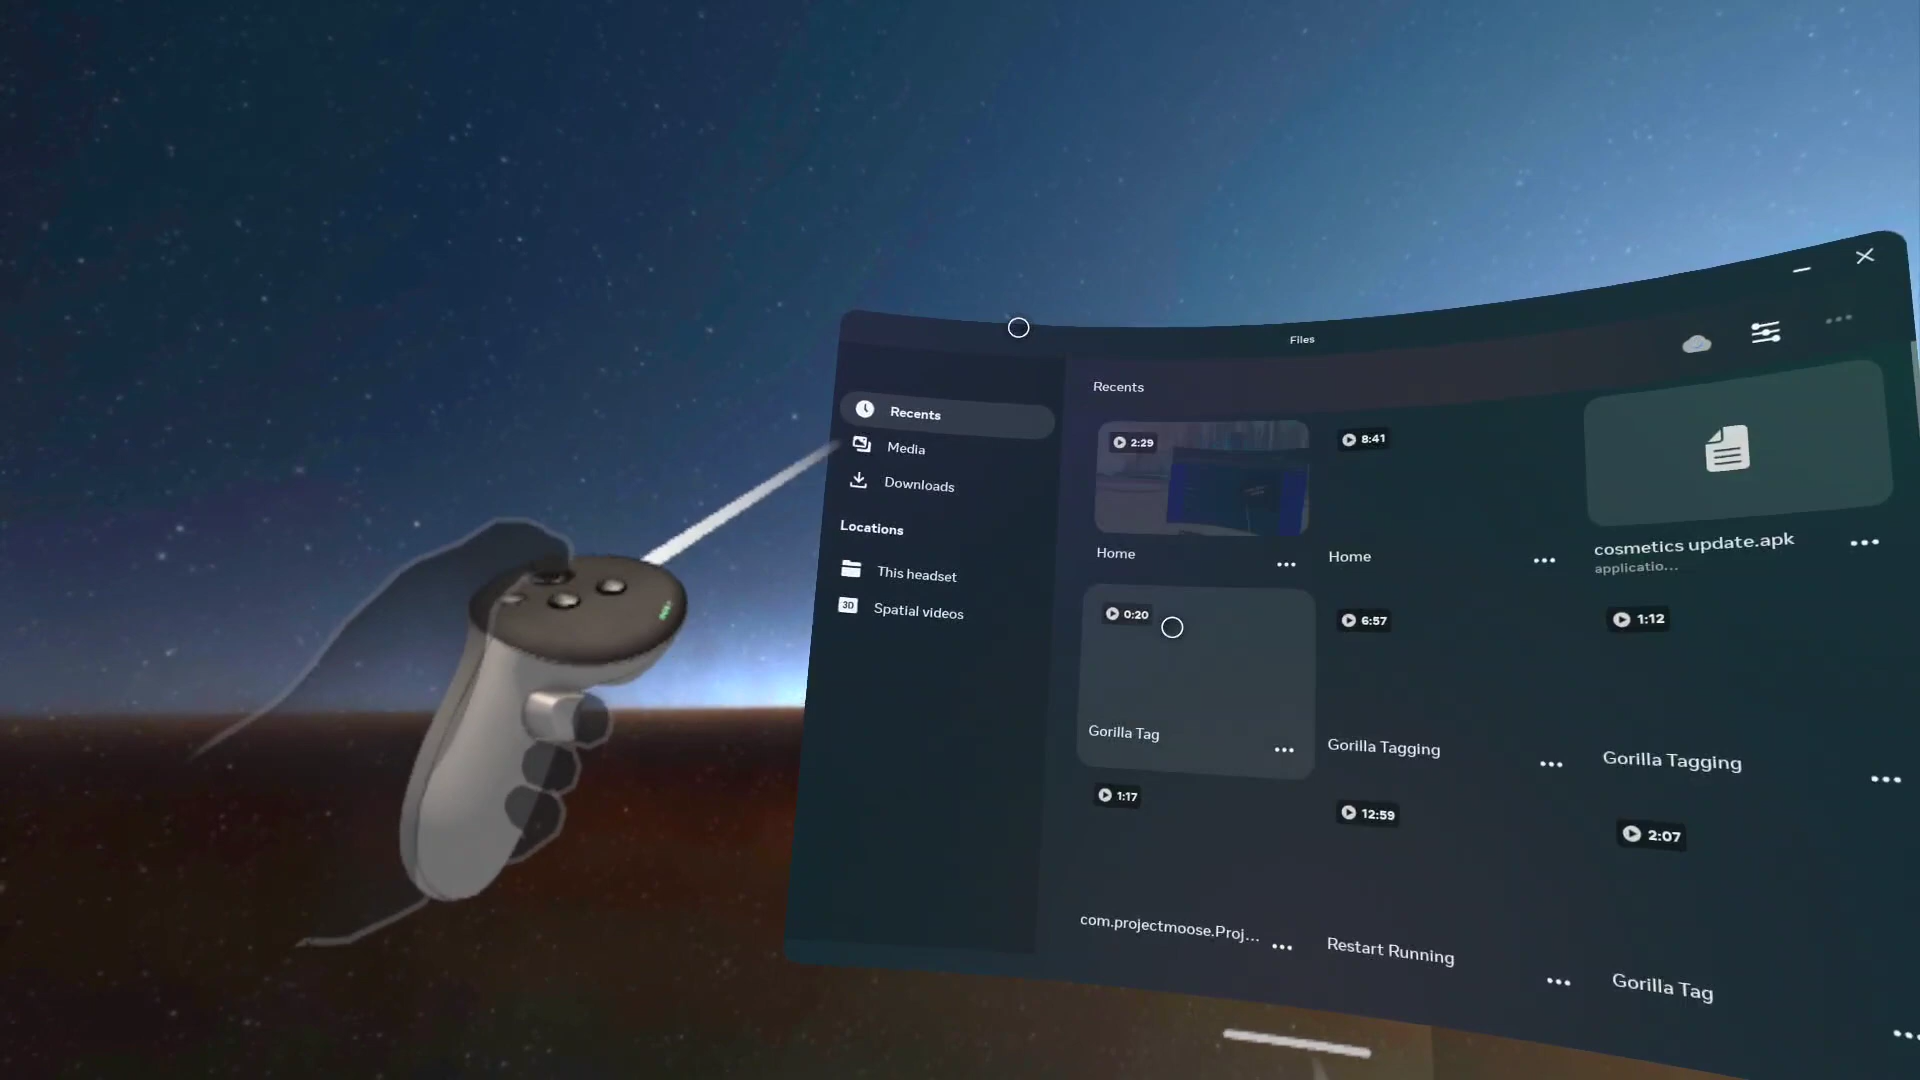 Files
Recents
Media
Downloads
Locations
This headset
3D
Spatial videos
Recents
2:29
Home
8:41
Home
cosmetics update.apk
applicatio...
0:20
Gorilla Tag
6:57
Gorilla Tagging
1:12
Gorilla Tagging
1:17
com.projectmoose.Proj...
12:59
Restart Running
2:07
Gorilla Tag